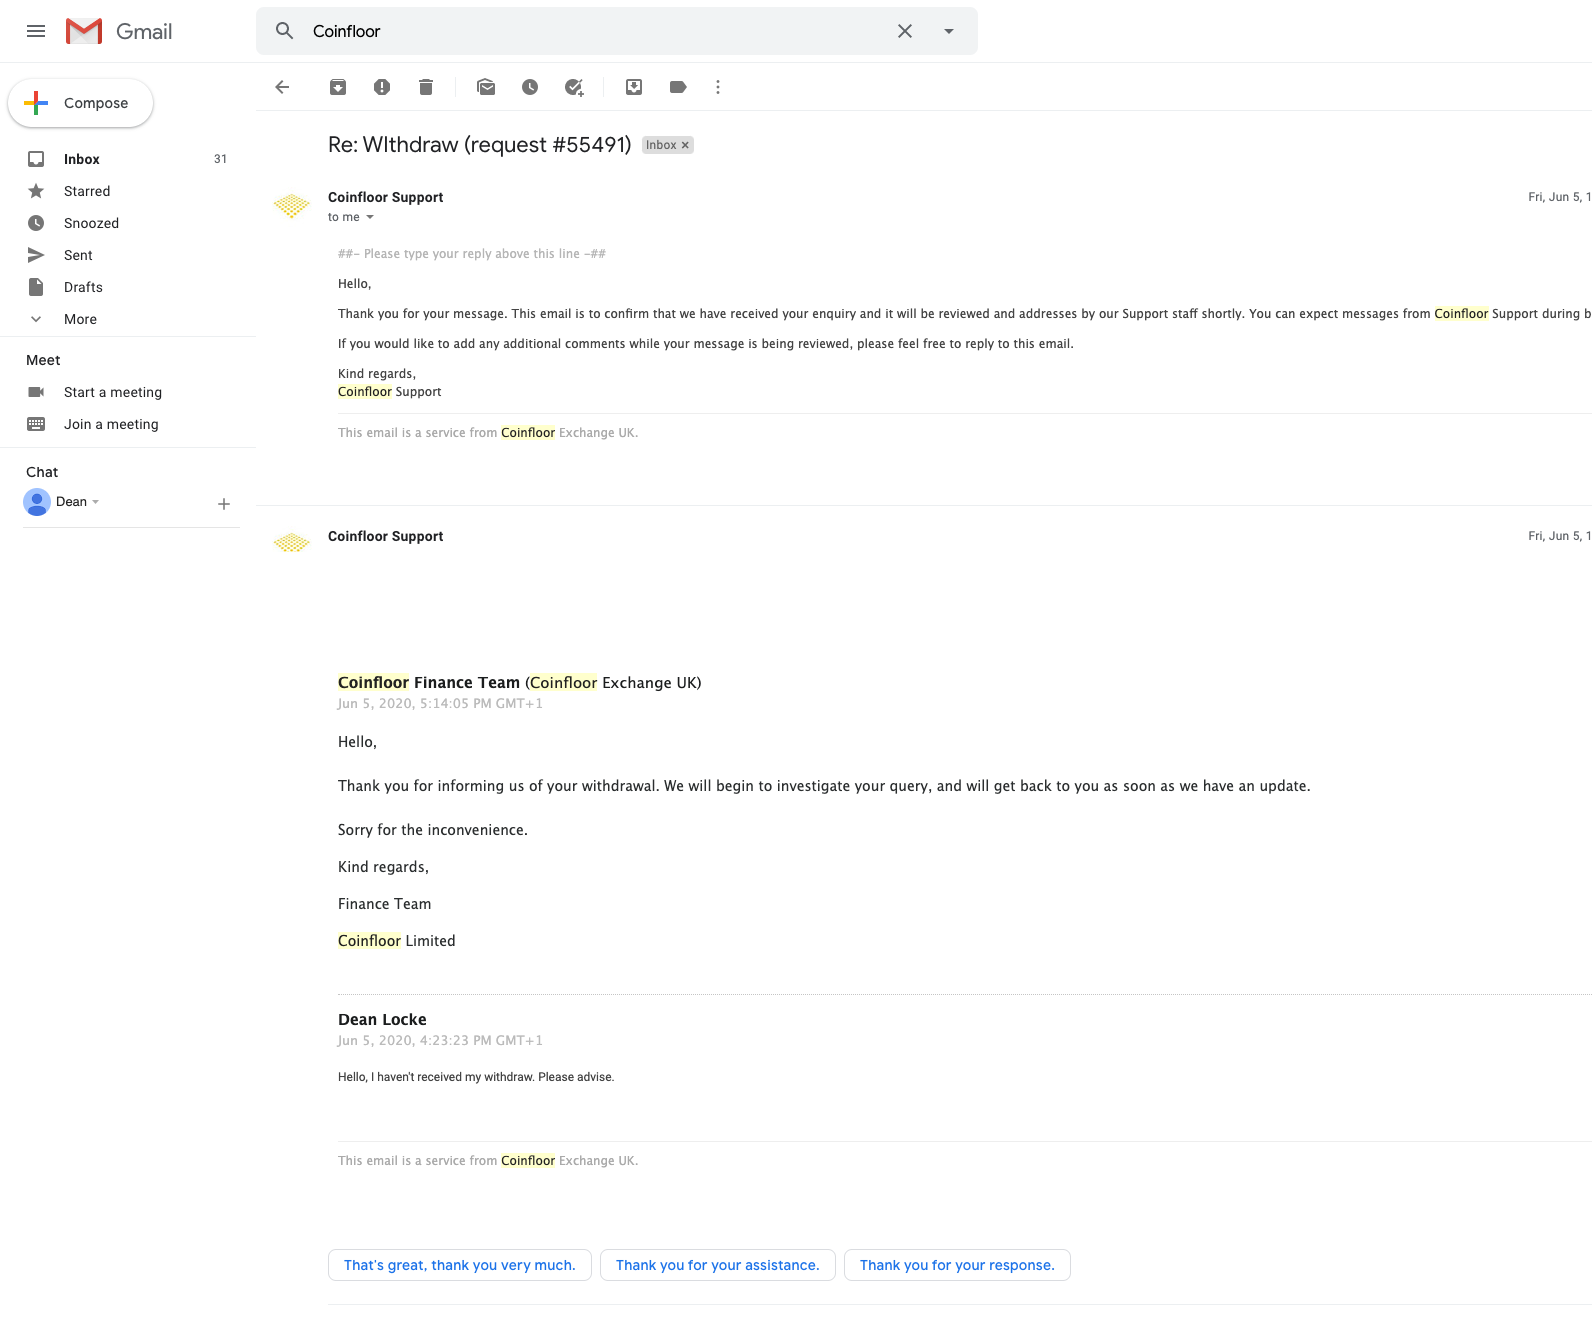 Gmail
Coinfloor
Compose
Inbox 31
Starred
Snoozed
Sent
Drafts
More
Meet
Start a meeting
Join a meeting
Chat
Dean
Re: WIthdraw (request #55491) Inbox x
Coinfloor Support Fri, Jun 5, 1
to me
##- Please type your reply above this line -##
Hello,
Thank you for your message. This email is to confirm that we have received your enquiry and it will be reviewed and addresses by our Support staff shortly. You can expect messages from Coinfloor Support during b
If you would like to add any additional comments while your message is being reviewed, please feel free to reply to this email.
Kind regards,
Coinfloor Support
This email is a service from Coinfloor Exchange UK.
Coinfloor Support Fri, Jun 5, 1
Coinfloor Finance Team (Coinfloor Exchange UK)
Jun 5, 2020, 5:14:05 PM GMT+1
Hello,
Thank you for informing us of your withdrawal. We will begin to investigate your query, and will get back to you as soon as we have an update.
Sorry for the inconvenience.
Kind regards,
Finance Team
Coinfloor Limited
Dean Locke
Jun 5, 2020, 4:23:23 PM GMT+1
Hello, I haven't received my withdraw. Please advise.
This email is a service from Coinfloor Exchange UK.
That's great, thank you very much. Thank you for your assistance. Thank you for your response.